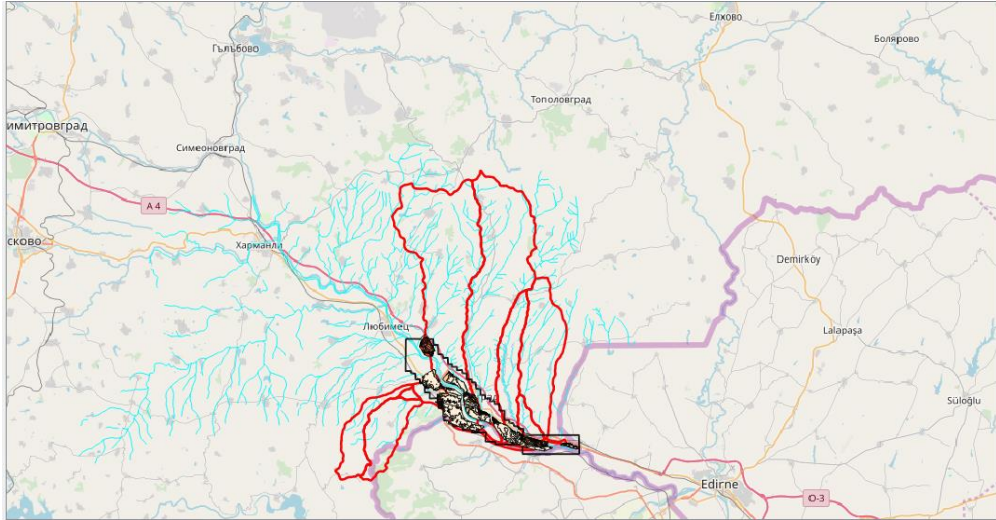 Елхово
Болярово
Гълъбово
Тополовград
имитровград
Симеоновград
А 4
сково
Харманли
Demirköy
Любимец
Lalapaşa
Süloğlu
Edirne
O-3